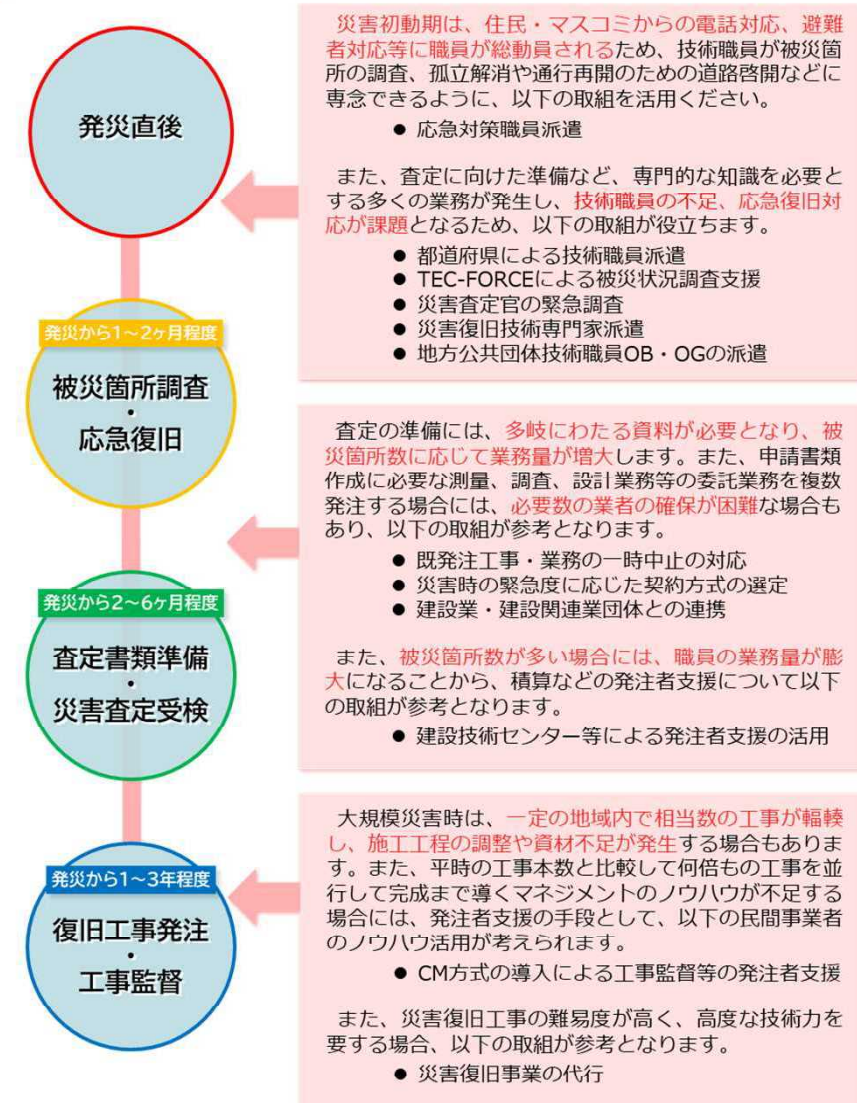 発災直後
災害初動期は、住民・マスコミからの電話対応、避難
者対応等に職員が総動員されるため、技術職員が被災箇
所の調査、孤立解消や通行再開のための道路啓開などに
専念できるように、以下の取組を活用ください。
● 応急対策職員派遣
また、査定に向けた準備など、専門的な知識を必要と
する多くの業務が発生し、技術職員の不足、応急復旧対
応が課題となるため、以下の取組が役立ちます。
● 都道府県による技術職員派遣
● TEC-FORCEによる被災状況調査支援
● 災害査定官の緊急調査
● 災害復旧技術専門家派遣
● 地方公共団体技術職員OB・OGの派遣
発災から1～2ヶ月程度
被災箇所調査
・
応急復旧
査定の準備には、多岐にわたる資料が必要となり、被
災箇所数に応じて業務量が増大します。また、申請書類
作成に必要な測量、調査、設計業務等の委託業務を複数
発注する場合には、必要数の業者の確保が困難な場合も
あり、以下の取組が参考となります。
● 既発注工事・業務の一時中止の対応
● 災害時の緊急度に応じた契約方式の選定
● 建設業・建設関連業団体との連携
また、被災箇所数が多い場合には、職員の業務量が膨
大になることから、積算などの発注者支援について以下
の取組が参考となります。
● 建設技術センター等による発注者支援の活用
発災から2～6ヶ月程度
査定書類準備
・
災害査定受検
大規模災害時は、一定の地域内で相当数の工事が輻輳
し、施工工程の調整や資材不足が発生する場合もありま
す。また、平時の工事本数と比較して何倍もの工事を並
行して完成まで導くマネジメントのノウハウが不足する
場合には、発注者支援の手段として、以下の民間事業者
のノウハウ活用が考えられます。
● CM方式の導入による工事監督等の発注者支援
また、災害復旧工事の難易度が高く、高度な技術力を
要する場合、以下の取組が参考となります。
● 災害復旧事業の代行
発災から1～3年程度
復旧工事発注
・
工事監督